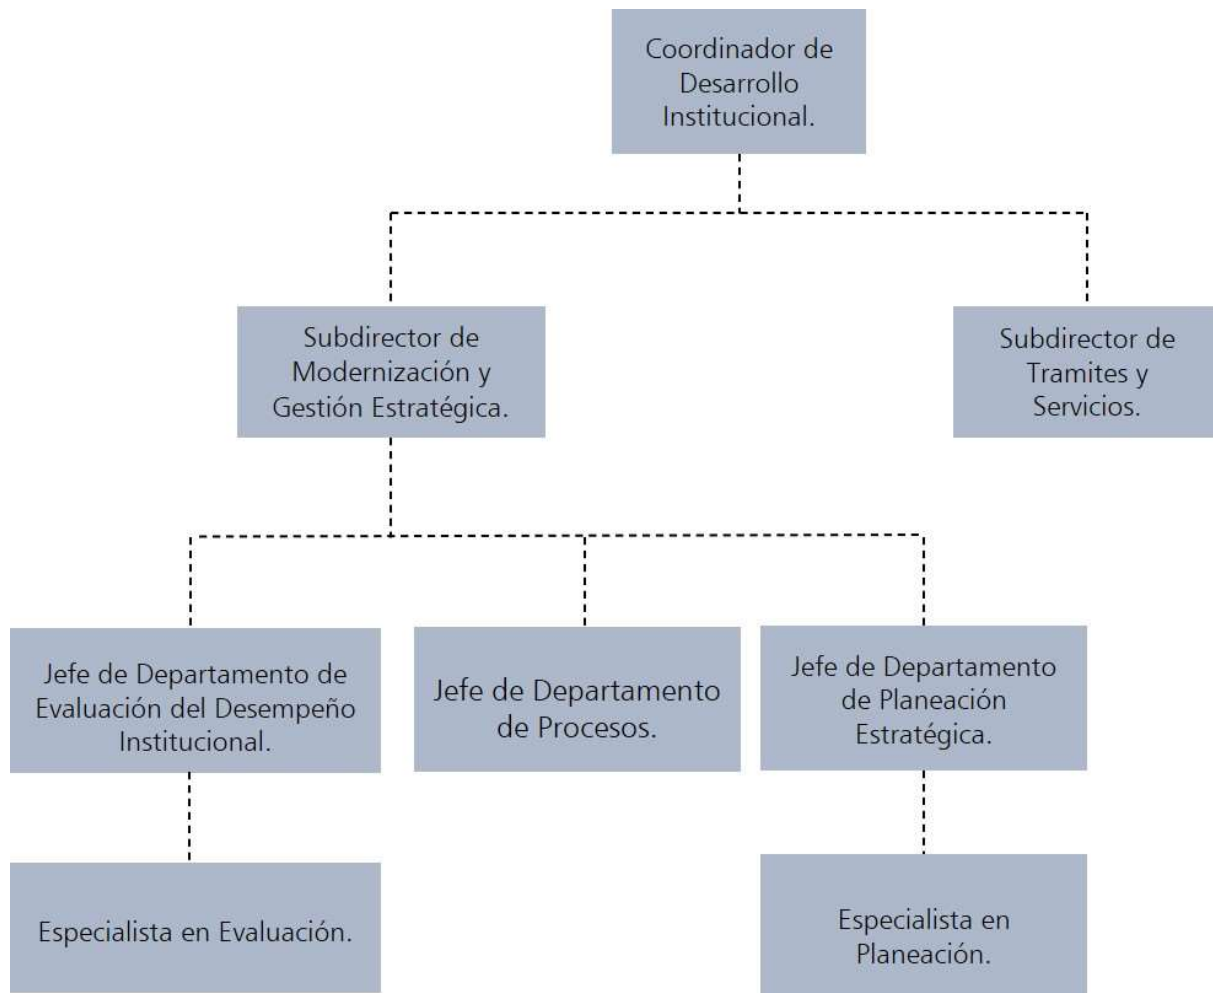 Coordinador de
Desarrollo
Institucional.
Subdirector de
Modernización y
Gestión Estratégica.
Subdirector de
Tramites y
Servicios.
Jefe de Departamento de
Evaluación del Desempeño
Institucional.
Jefe de Departamento
de Procesos.
Jefe de Departamento
de Planeación
Estratégica.
Especialista en Evaluación.
Especialista en
Planeación.